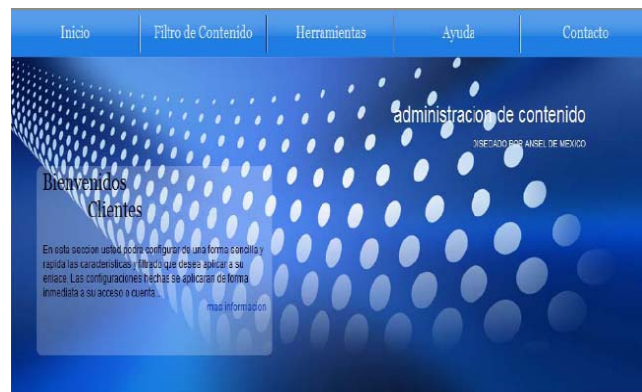 Inicio Filtro de Contenido Herramientas Ayuda Contacto
administracion de contenido
DISEÑADO POR ANSEL DE MEXICO
Bienvenidos
Clientes
En esta seccion usted podra configurar de una forma sencilla y
rapida las caracteristicas y filtrado que desea aplicar a su
enlace. Las configuraciones hechas se aplicaran de forma
inmediata a su acceso o cuenta...
mas informacion